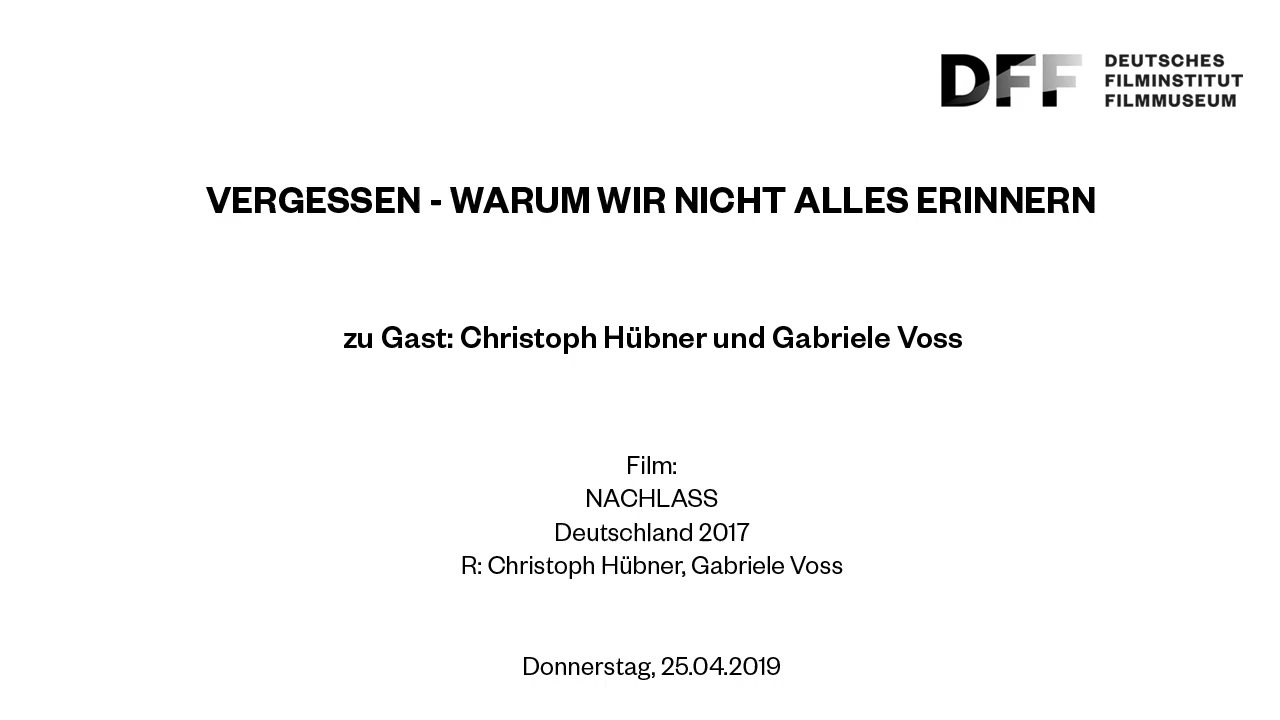 DFF DEUTSCHES
FILMINSTITUT
FILMMUSEUM
VERGESSEN - WARUM WIR NICHT ALLES ERINNERN
zu Gast: Christoph Hübner und Gabriele Voss
Film:
NACHLASS
Deutschland 2017
R: Christoph Hübner, Gabriele Voss
Donnerstag, 25.04.2019